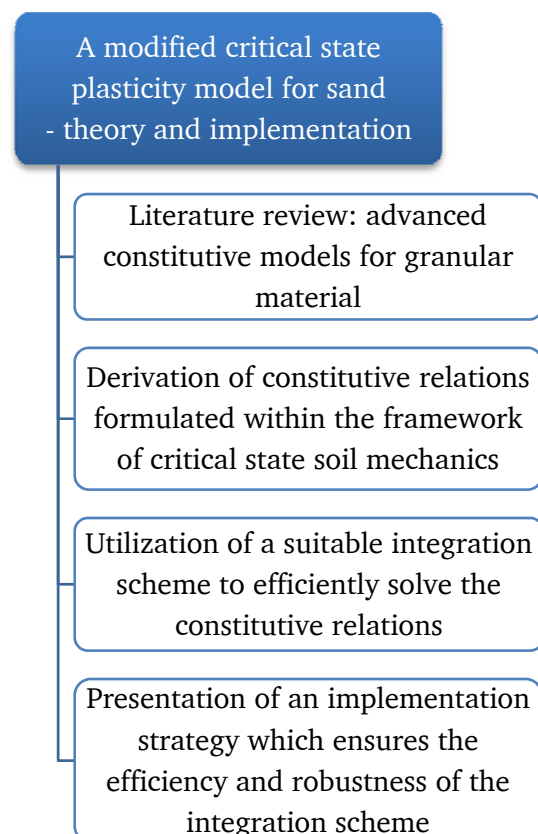 A modified critical state
plasticity model for sand
- theory and implementation
Literature review: advanced
constitutive models for granular
material
Derivation of constitutive relations
formulated within the framework
of critical state soil mechanics
Utilization of a suitable integration
scheme to efficiently solve the
constitutive relations
Presentation of an implementation
strategy which ensures the
efficiency and robustness of the
integration scheme